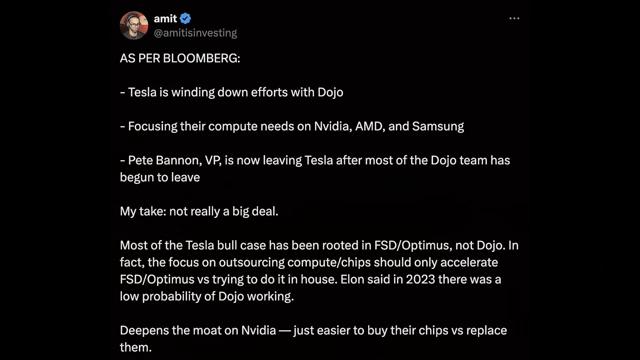 amit
@amitisinvesting
AS PER BLOOMBERG:
- Tesla is winding down efforts with Dojo
- Focusing their compute needs on Nvidia, AMD, and Samsung
- Pete Bannon, VP, is now leaving Tesla after most of the Dojo team has
begun to leave
My take: not really a big deal.
Most of the Tesla bull case has been rooted in FSD/Optimus, not Dojo. In
fact, the focus on outsourcing compute/chips should only accelerate
FSD/Optimus vs trying to do it in house. Elon said in 2023 there was a
low probability of Dojo working.
Deepens the moat on Nvidia — just easier to buy their chips vs replace
them.